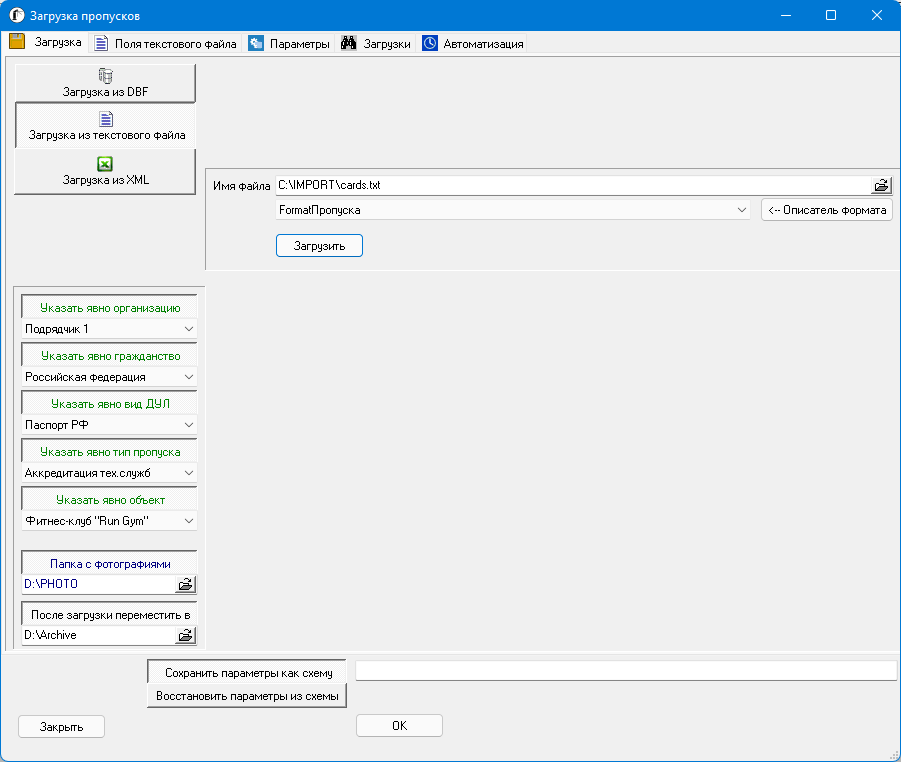 Загрузка пропусков
Загрузка Поля текстового файла Параметры Загрузки Автоматизация
Загрузка из DBF
Загрузка из текстового файла
Загрузка из XML
Имя файла C:\IMPORT\cards.txt
FormatПропуска <-- Описатель формата
Загрузить
Указать явно организацию
Подрядчик 1
Указать явно гражданство
Российская Федерация
Указать явно вид ДУЛ
Паспорт РФ
Указать явно тип пропуска
Аккредитация тех.служб
Указать явно объект
Фитнес-клуб "Run Gym"
Папка с фотографиями
D:\PHOTO
После загрузки переместить в
D:\Archive
Сохранить параметры как схему
Восстановить параметры из схемы
Закрыть OK